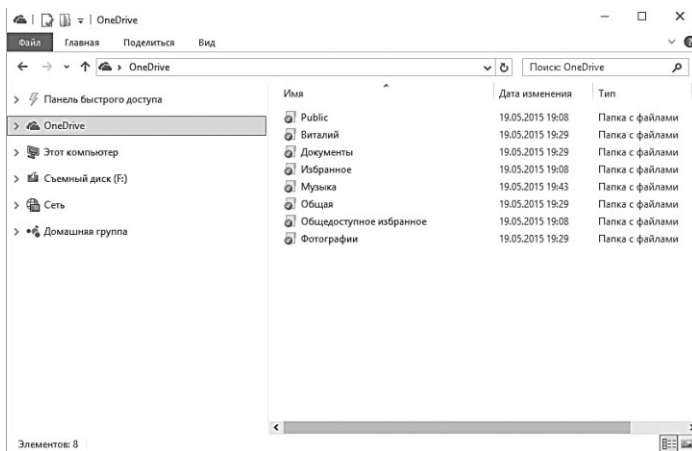 OneDrive
Файл Главная Поделиться Вид
OneDrive Поиск: OneDrive
Панель быстрого доступа
OneDrive
Этот компьютер
Съемный диск (F:)
Сеть
Домашняя группа
Имя Дата изменения Тип
Public 19.05.2015 19:08 Папка с файлами
Виталий 19.05.2015 19:29 Папка с файлами
Документы 19.05.2015 19:29 Папка с файлами
Избранное 19.05.2015 19:08 Папка с файлами
Музыка 19.05.2015 19:43 Папка с файлами
Общая 19.05.2015 19:29 Папка с файлами
Общедоступное избранное 19.05.2015 19:08 Папка с файлами
Фотографии 19.05.2015 19:29 Папка с файлами
Элементов: 8